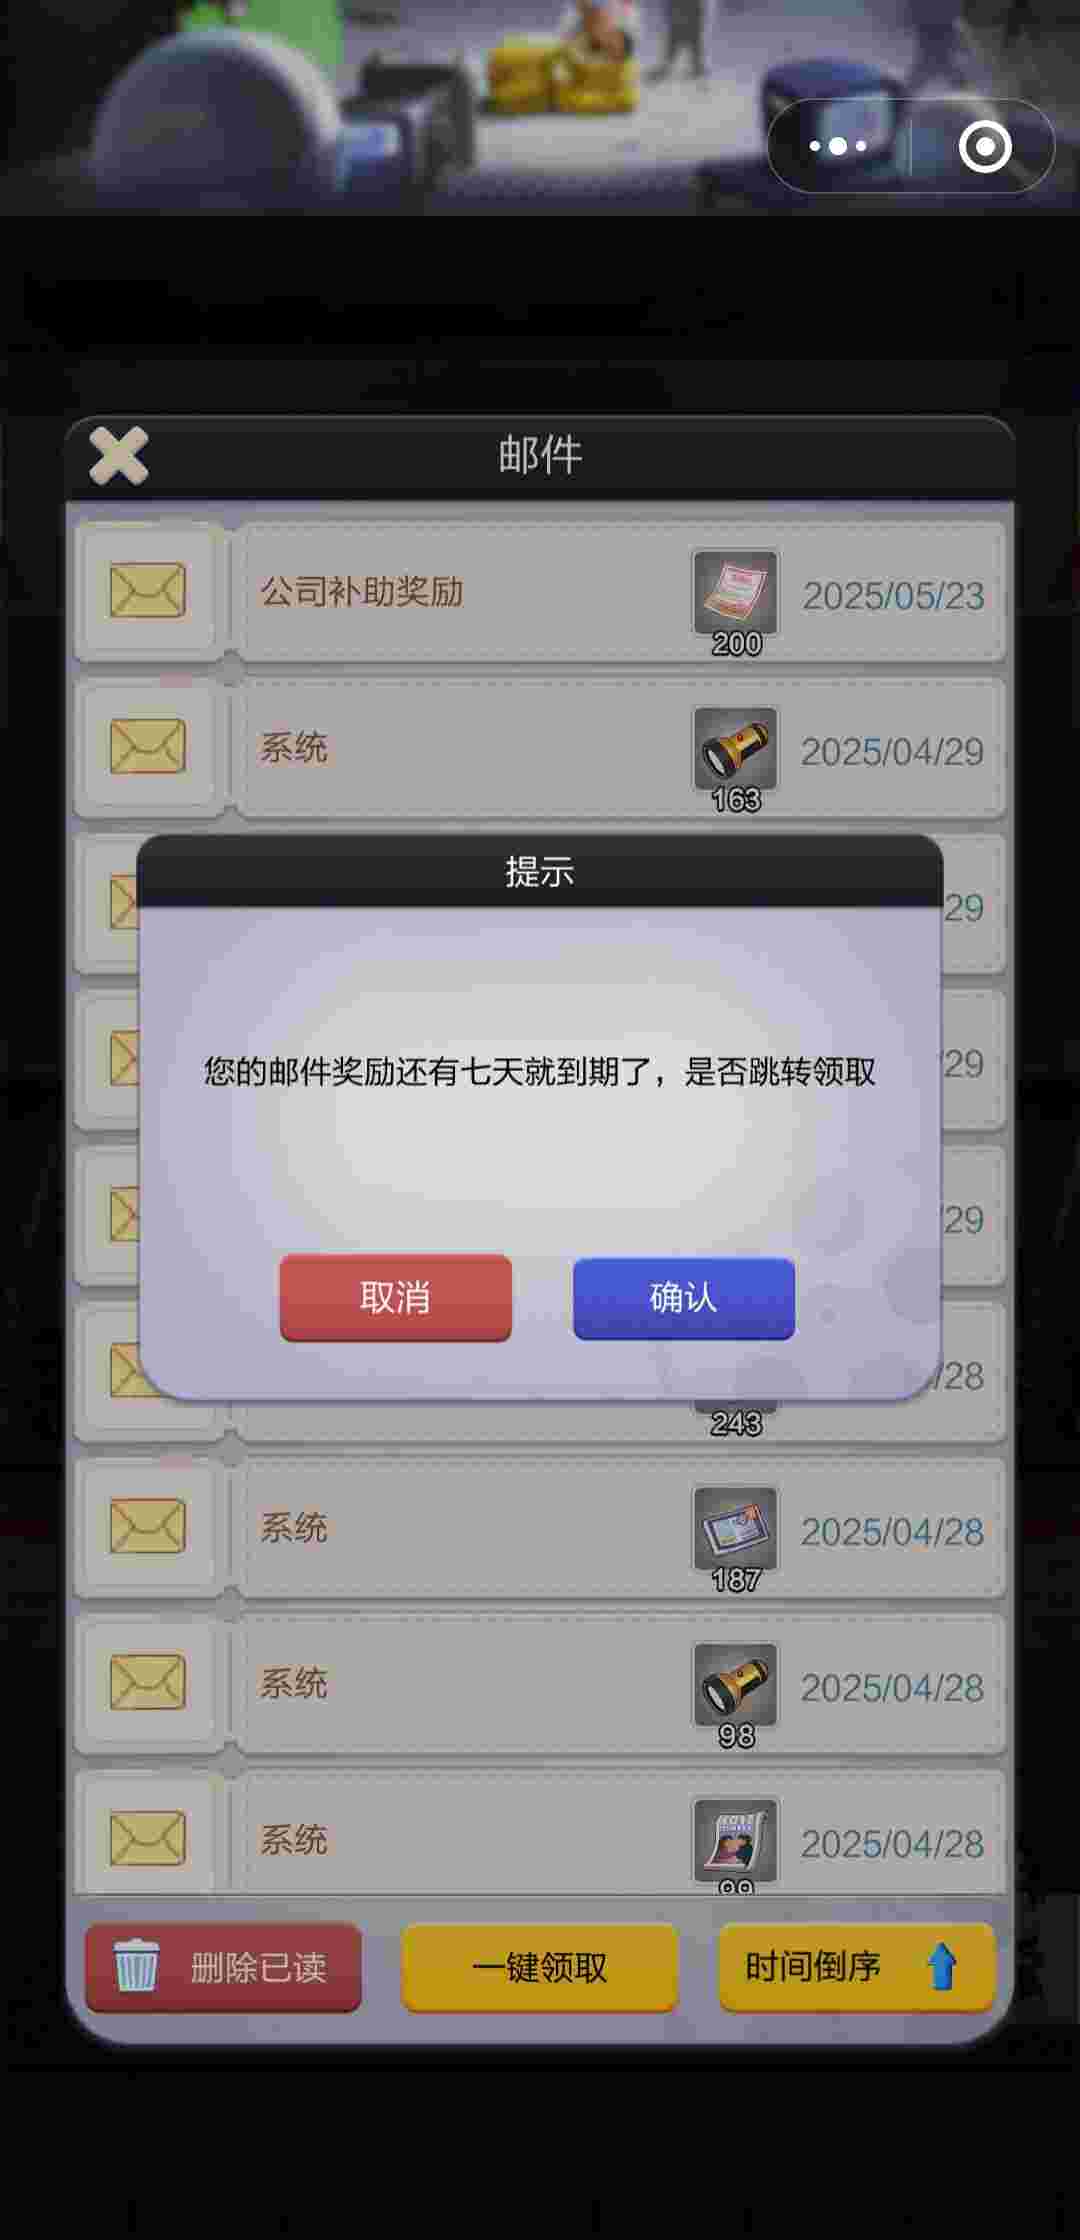 邮件
公司补助奖励
200
2025/05/23
系统
163
2025/04/29
提示
29
您的邮件奖励还有七天就到期了，是否跳转领取
/29
/29
取消
确认
/28
243
系统
187
2025/04/28
系统
98
2025/04/28
系统
99
2025/04/28
删除已读
一键领取
时间倒序